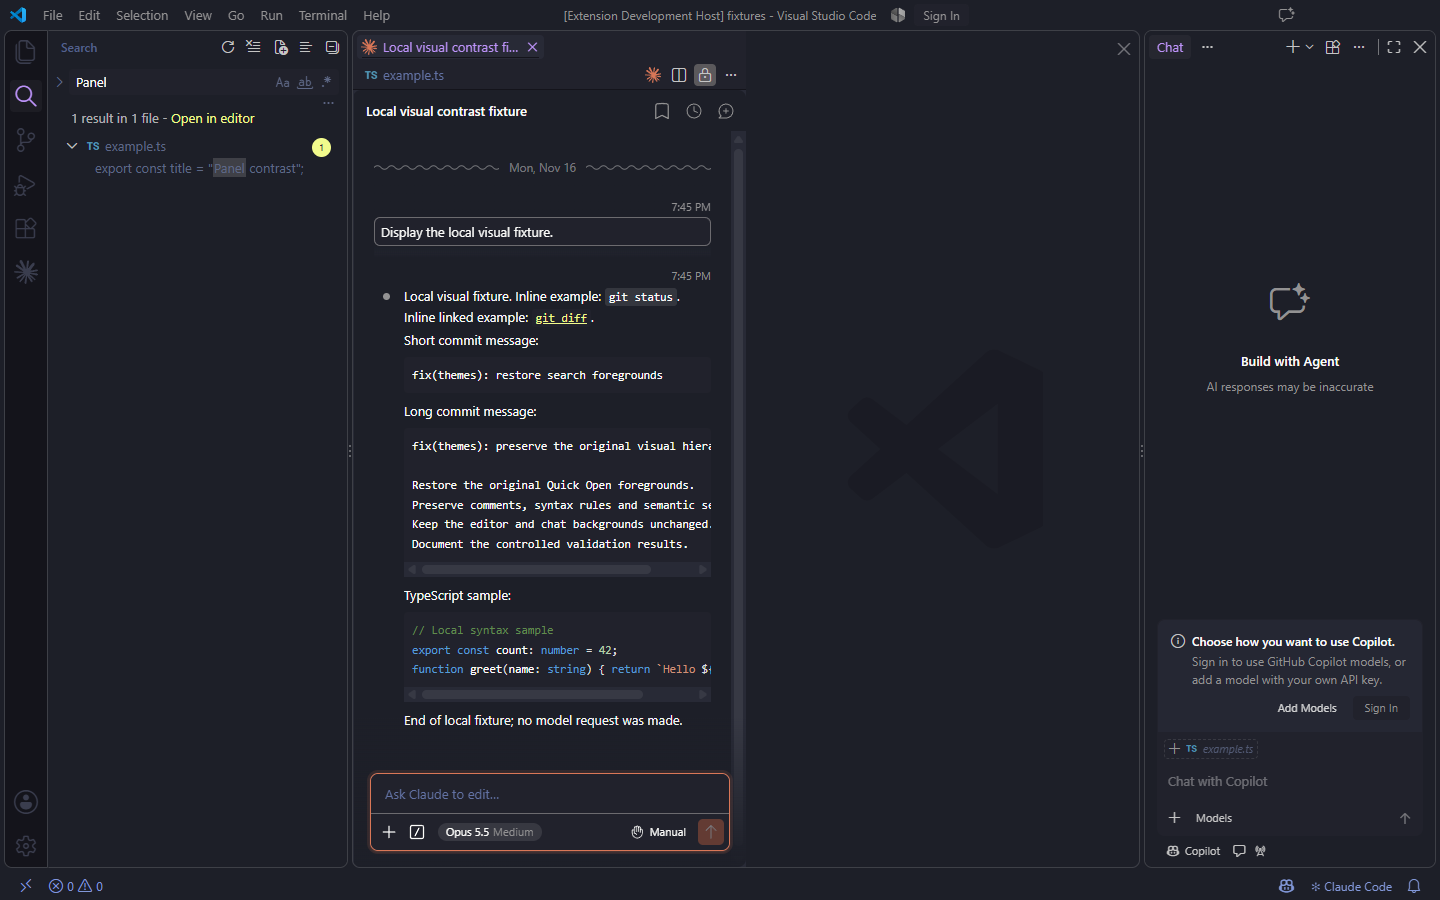 File Edit Selection View Go Run Terminal Help
[Extension Development Host] fixtures - Visual Studio Code
Sign In
Search
Panel
Aa ab .*
1 result in 1 file - Open in editor
TS example.ts
1
export const title = "Panel contrast";
Local visual contrast fi...
TS example.ts
Local visual contrast fixture
Mon, Nov 16
7:45 PM
Display the local visual fixture.
7:45 PM
Local visual fixture. Inline example: git status.
Inline linked example: git diff.
Short commit message:
fix(themes): restore search foregrounds
Long commit message:
fix(themes): preserve the original visual hiera
Restore the original Quick Open foregrounds.
Preserve comments, syntax rules and semantic se
Keep the editor and chat backgrounds unchanged.
Document the controlled validation results.
TypeScript sample:
// Local syntax sample
export const count: number = 42;
function greet(name: string) { return `Hello ${
End of local fixture; no model request was made.
Ask Claude to edit...
Opus 5.5 Medium
Manual
Chat
Build with Agent
AI responses may be inaccurate
Choose how you want to use Copilot.
Sign in to use GitHub Copilot models, or
add a model with your own API key.
Add Models
Sign In
TS example.ts
Chat with Copilot
Models
Copilot
0 0
Claude Code